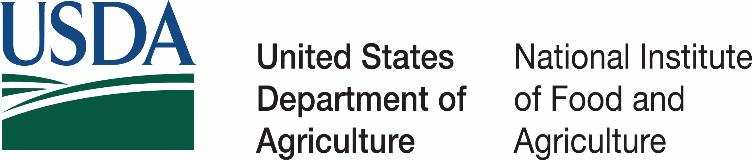 USDA
United States
Department of
Agriculture
National Institute
of Food and
Agriculture